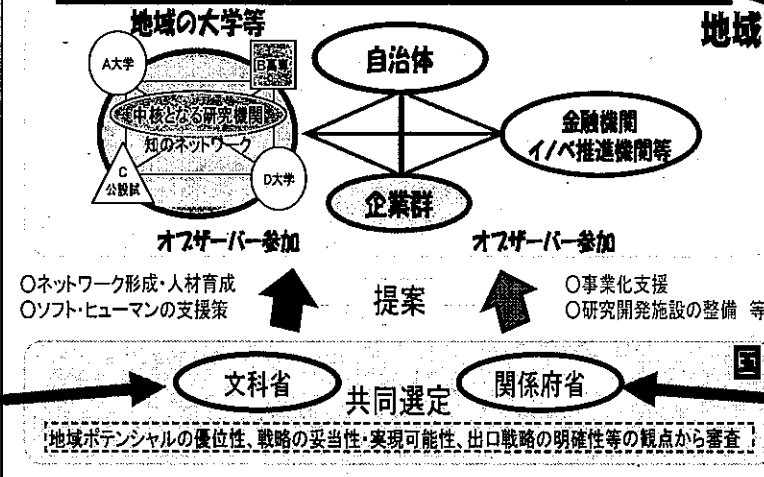 地域の大学等
地域
A大学
B高専
自治体
中核となる研究機関
知のネットワーク
金融機関
イノベ推進機関等
C
公設試
D大学
企業群
オブザーバー参加
オブザーバー参加
○ネットワーク形成・人材育成
○ソフト・ヒューマンの支援策
提案
○事業化支援
○研究開発施設の整備 等
国
文科省
共同選定
関係府省
地域ポテンシャルの優位性、戦略の妥当性・実現可能性、出口戦略の明確性等の観点から審査